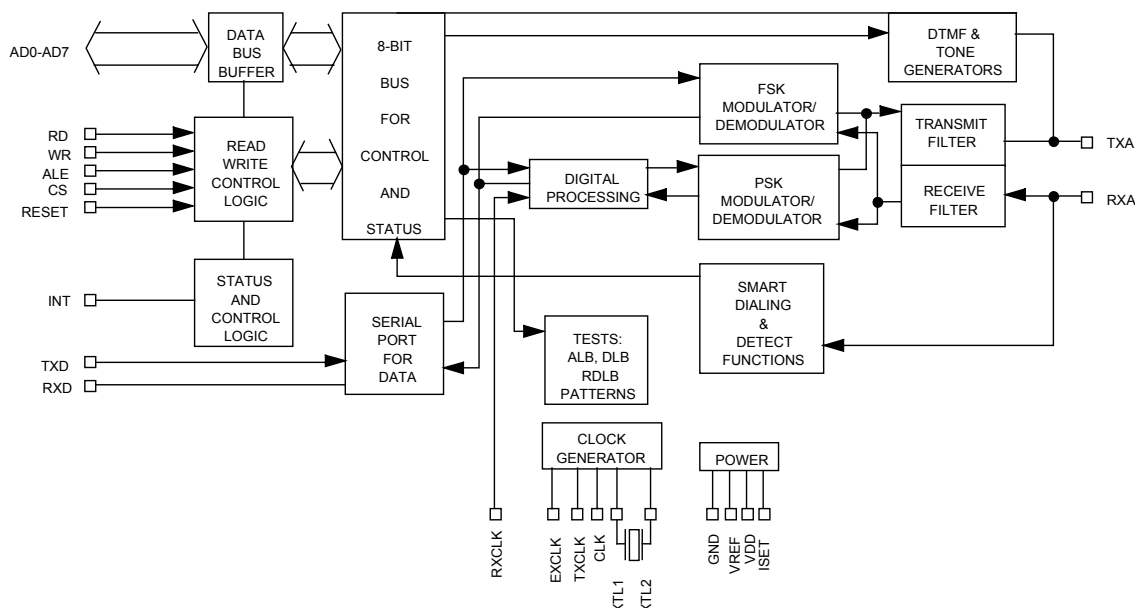 AD0-AD7
DATA
BUS
BUFFER
8-BIT
BUS
FOR
CONTROL
AND
STATUS
DTMF &
TONE
GENERATORS
FSK
MODULATOR/
DEMODULATOR
TRANSMIT
FILTER
RECEIVE
FILTER
TXA
RXA
RD
WR
ALE
CS
RESET
READ
WRITE
CONTROL
LOGIC
DIGITAL
PROCESSING
PSK
MODULATOR/
DEMODULATOR
INT
STATUS
AND
CONTROL
LOGIC
SMART
DIALING
&
DETECT
FUNCTIONS
TXD
RXD
SERIAL
PORT
FOR
DATA
TESTS:
ALB, DLB
RDLB
PATTERNS
CLOCK
GENERATOR
POWER
RXCLK
EXCLK
TXCLK
CLK
XTL1
XTL2
GND
VREF
VDD
ISET